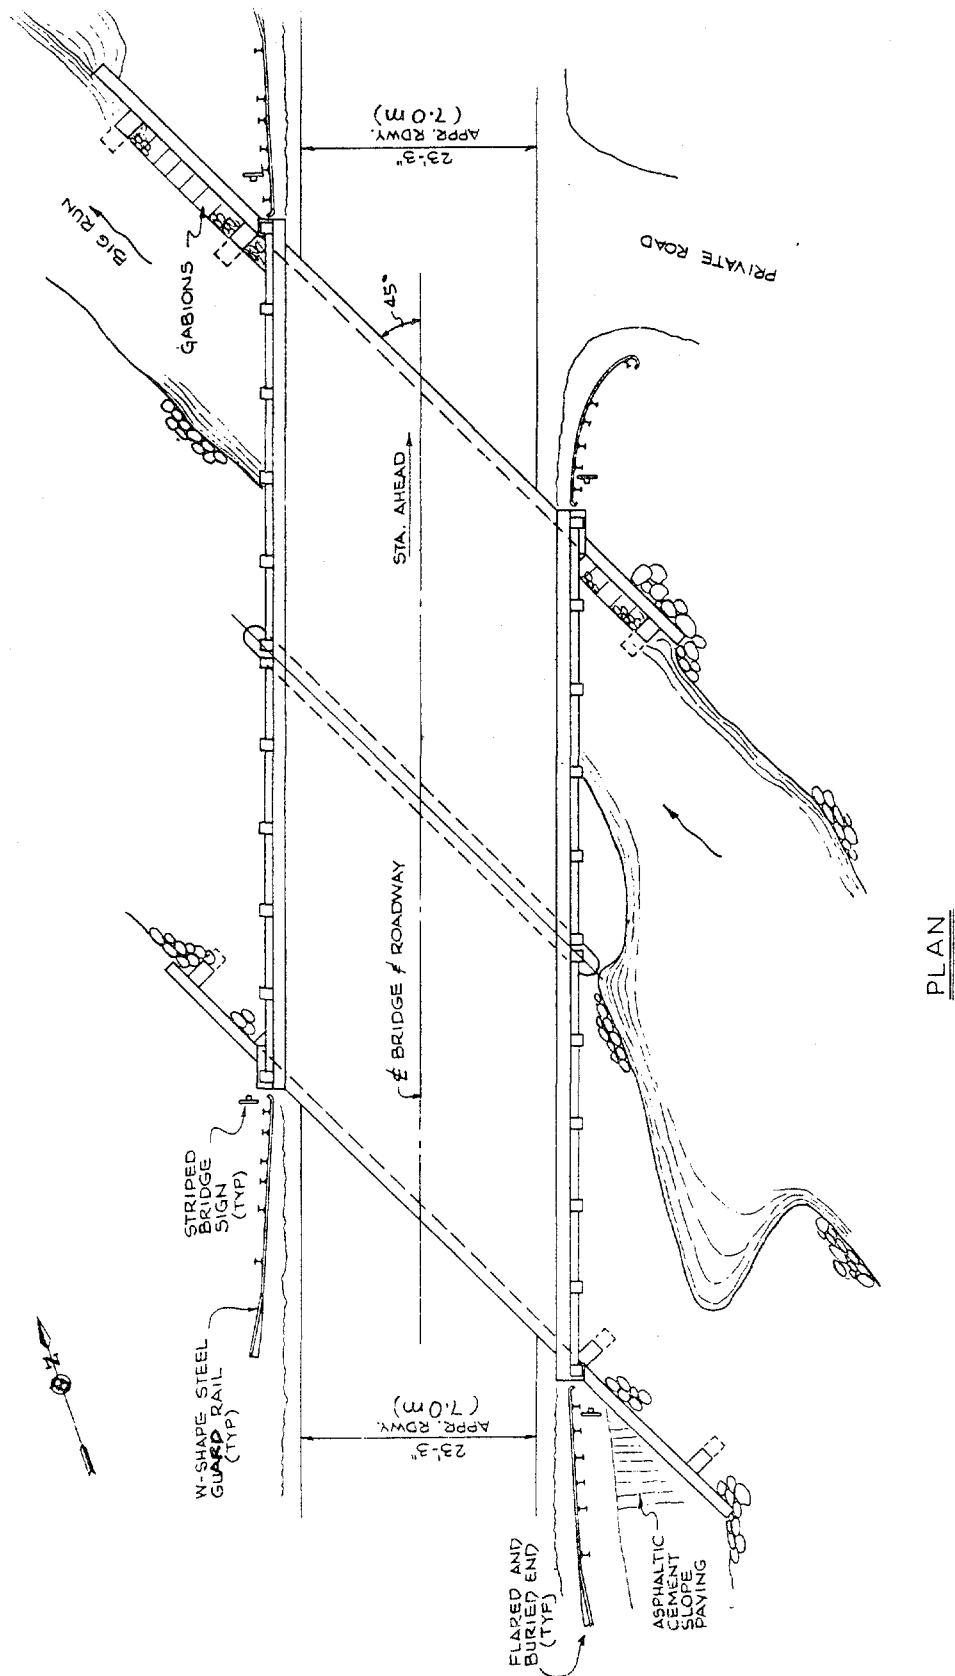 23'-3"
APPR. RDWY.
(7.0 m)
BIG RUN
GABIONS
PRIVATE ROAD
45°
STA. AHEAD
℄ BRIDGE & ROADWAY
STRIPED
BRIDGE
SIGN
(TYP)
N
W-SHAPE STEEL
GUARD RAIL
(TYP)
23'-3"
APPR. RDWY.
(7.0 m)
FLARED AND
BURIED END
(TYP)
ASPHALTIC
CEMENT
SLOPE
PAVING
PLAN